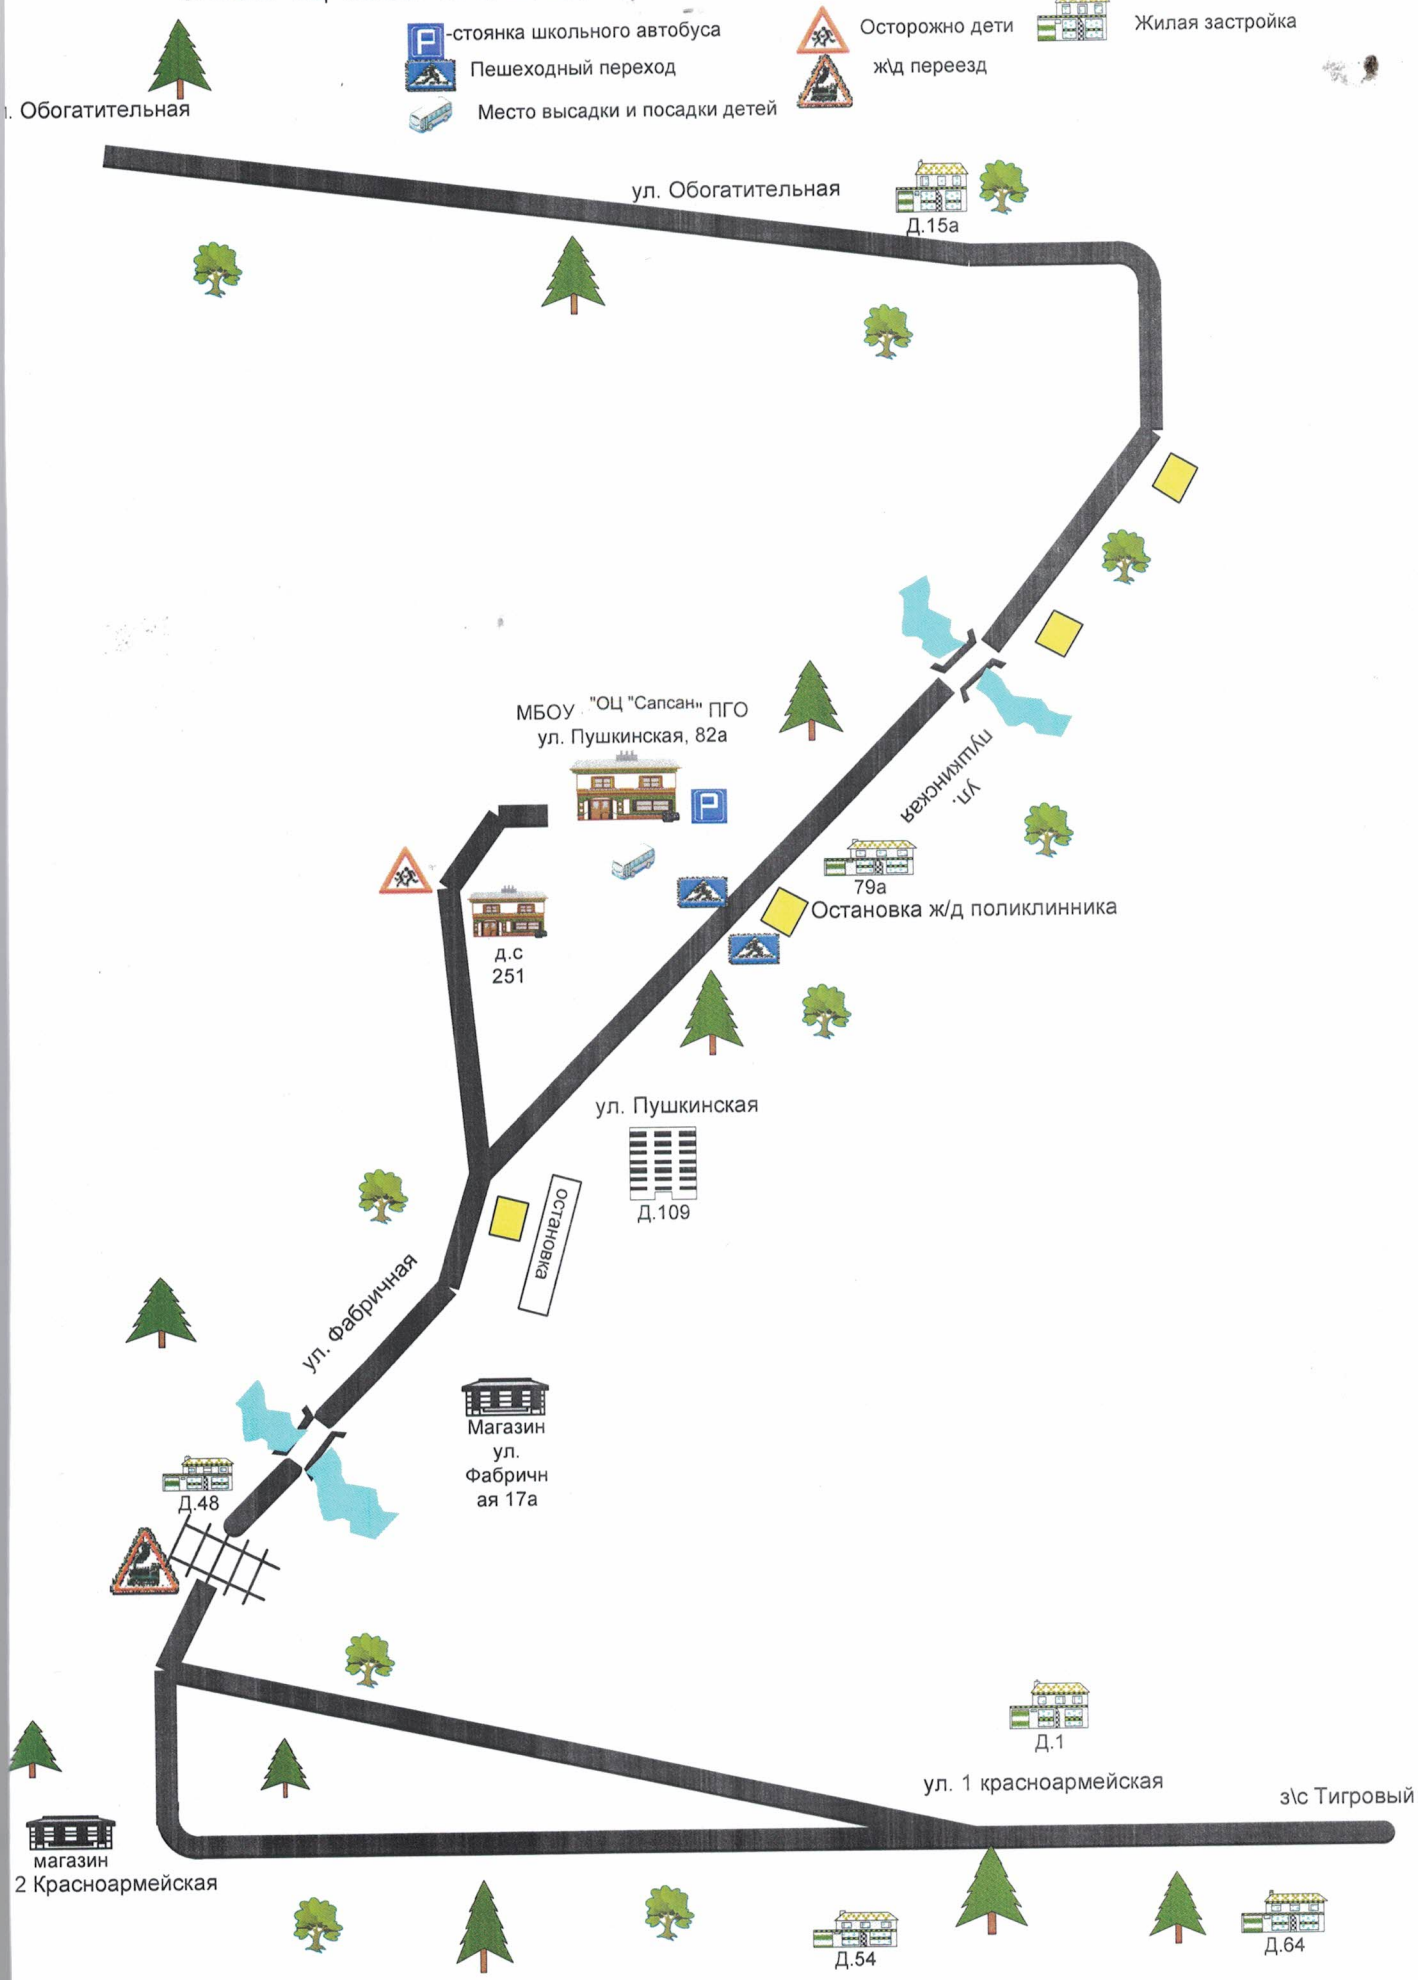 -стоянка школьного автобуса
Осторожно дети
Жилая застройка
Пешеходный переход
ж\д переезд
Место высадки и посадки детей
Обогатительная
ул. Обогатительная
Д.15а
МБОУ "ОЦ "Сапсан" ПГО
ул. Пушкинская, 82а
ул.
пушкинская
79а
Остановка ж/д поликлинника
д.с
251
ул. Пушкинская
Д.109
остановка
ул. Фабричная
Магазин
ул.
Фабричн
ая 17а
Д.48
Д.1
ул. 1 красноармейская
з\с Тигровый
магазин
2 Красноармейская
Д.54
Д.64